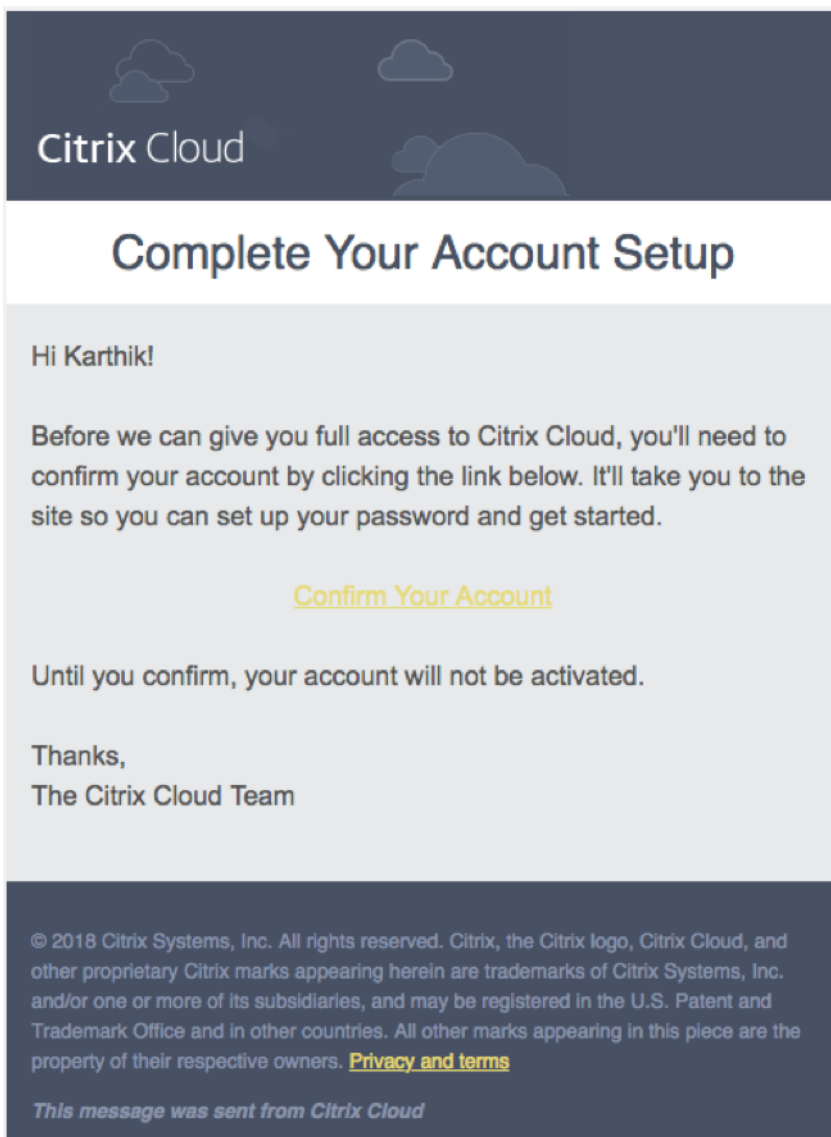 Citrix Cloud
Complete Your Account Setup
Hi Karthik!
Before we can give you full access to Citrix Cloud, you'll need to
confirm your account by clicking the link below. It'll take you to the
site so you can set up your password and get started.
Confirm Your Account
Until you confirm, your account will not be activated.
Thanks,
The Citrix Cloud Team
© 2018 Citrix Systems, Inc. All rights reserved. Citrix, the Citrix logo, Citrix Cloud, and
other proprietary Citrix marks appearing herein are trademarks of Citrix Systems, Inc.
and/or one or more of its subsidiaries, and may be registered in the U.S. Patent and
Trademark Office and in other countries. All other marks appearing in this piece are the
property of their respective owners. Privacy and terms
This message was sent from Citrix Cloud